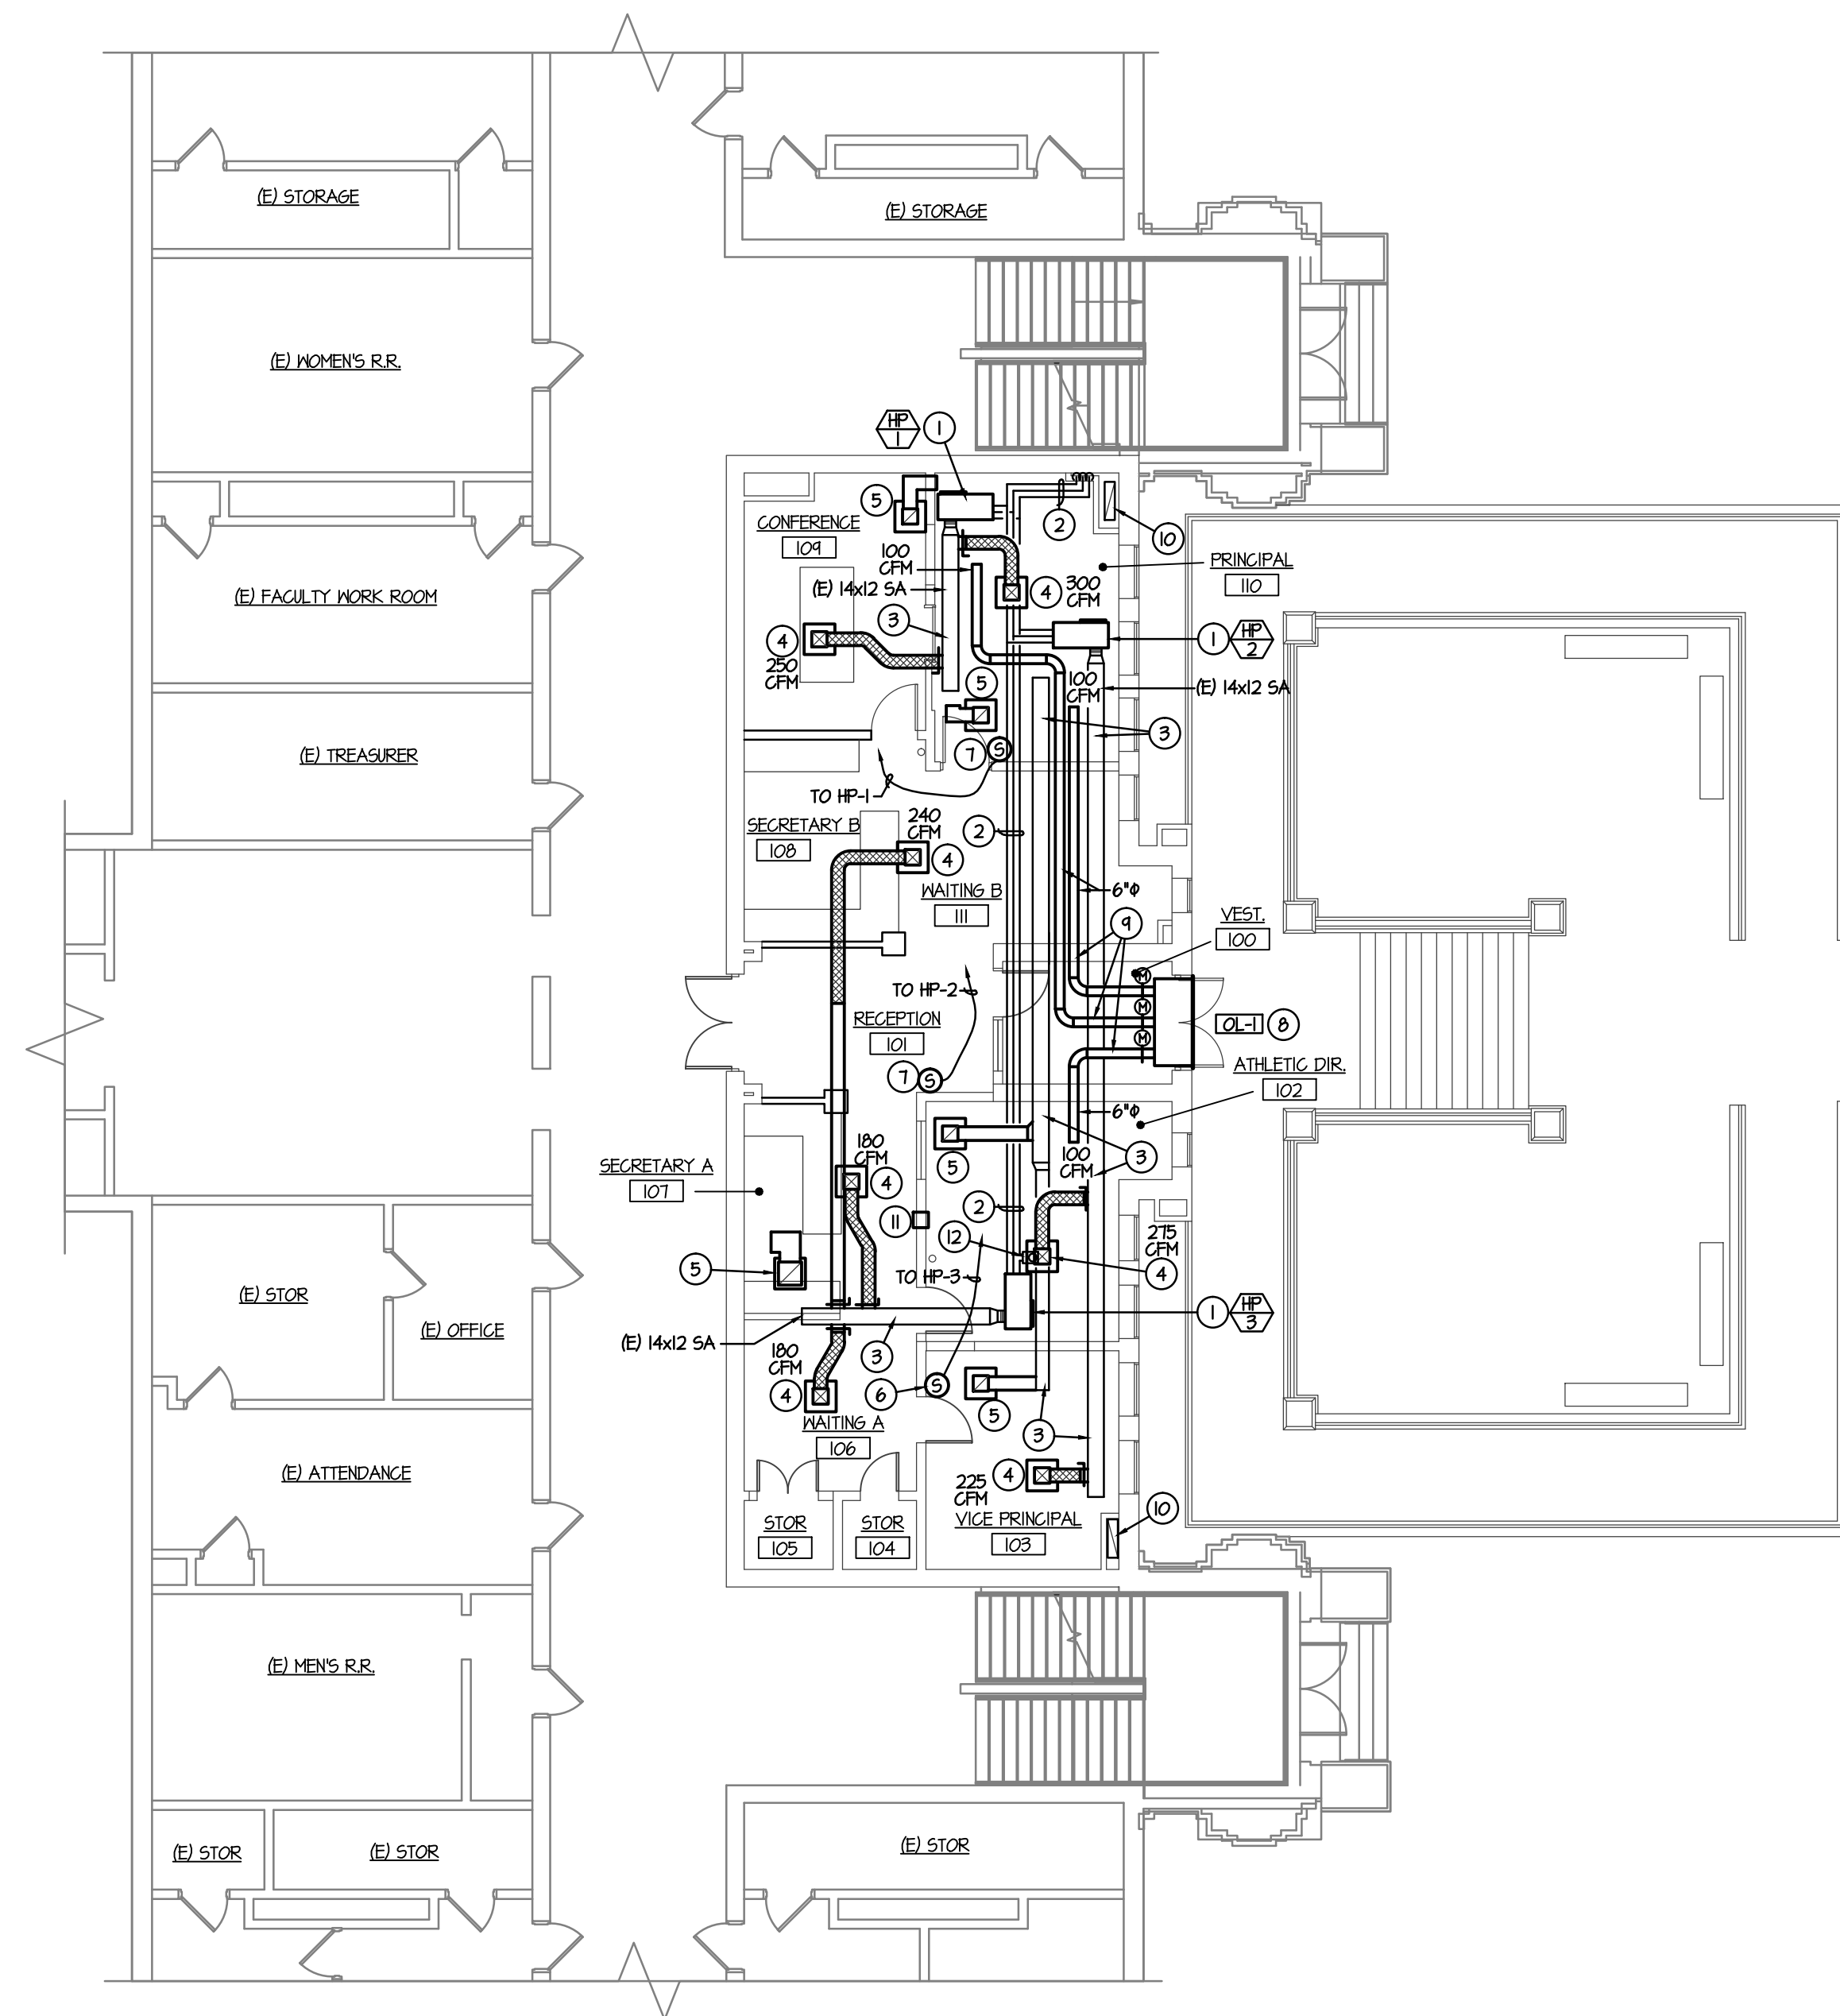 (E) STORAGE
(E) STORAGE
(E) WOMEN'S R.R.
HP
1
1
5
CONFERENCE
109
2
10
100
CFM
(E) FACULTY WORK ROOM
(E) 14x12 SA
4
300
CFM
PRINCIPAL
110
3
4
250
CFM
1
HP
2
5
100
CFM
(E) 14x12 SA
(E) TREASURER
7
S
3
TO HP-1
SECRETARY B
108
240
CFM
4
2
WAITING B
111
6"Φ
9
VEST.
100
M
TO HP-2
M
RECEPTION
101
OL-1
8
M
7
S
ATHLETIC DIR.
102
6"Φ
SECRETARY A
107
180
CFM
4
5
100
CFM
3
11
2
12
275
CFM
4
5
TO HP-3
(E) STOR
(E) OFFICE
1
HP
3
(E) 14x12 SA
3
180
CFM
4
6
S
5
WAITING A
106
3
(E) ATTENDANCE
225
CFM
4
10
STOR
105
STOR
104
VICE PRINCIPAL
103
(E) MEN'S R.R.
(E) STOR
(E) STOR
(E) STOR